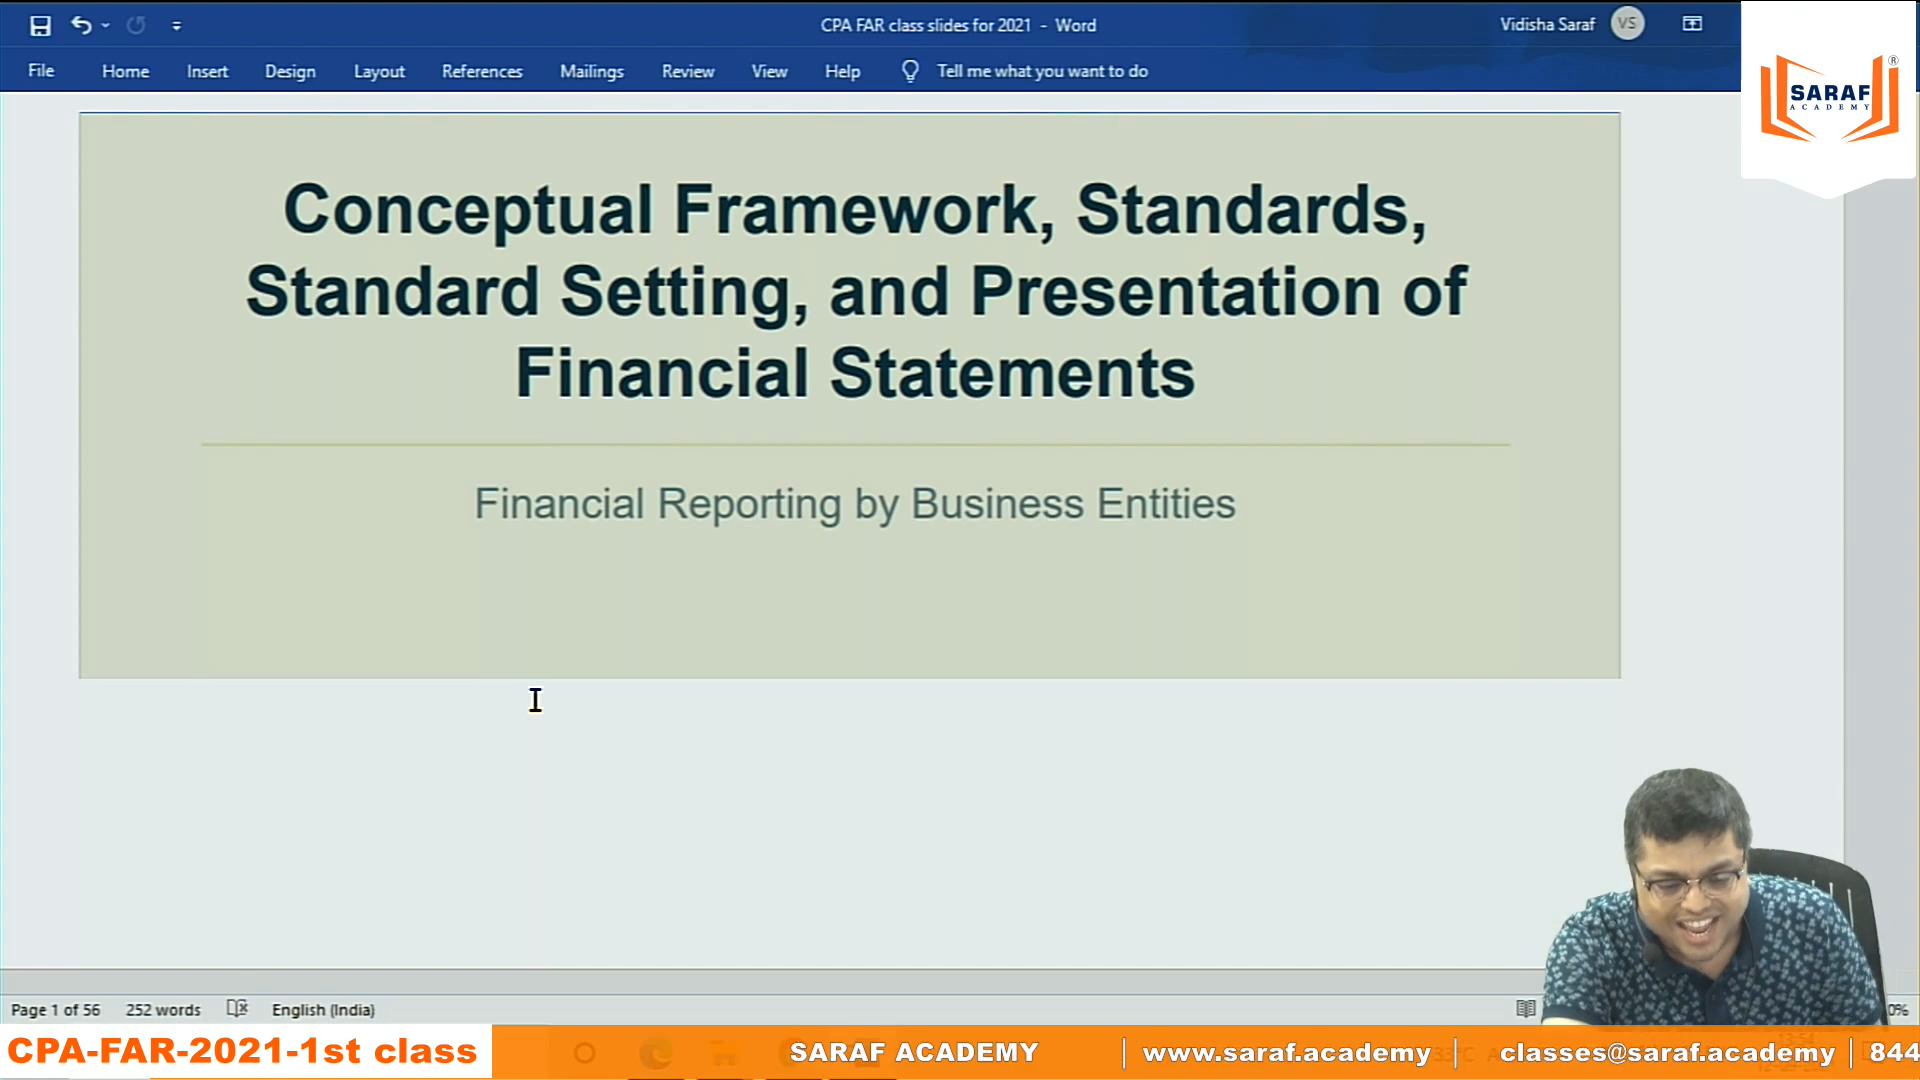 CPA FAR class slides for 2021 - Word
Vidisha Saraf VS
File Home Insert Design Layout References Mailings Review View Help Tell me what you want to do
SARAF ®
ACADEMY
Conceptual Framework, Standards,
Standard Setting, and Presentation of
Financial Statements
Financial Reporting by Business Entities
Page 1 of 56 252 words English (India) 0%
CPA-FAR-2021-1st class SARAF ACADEMY | www.saraf.academy | classes@saraf.academy | 844